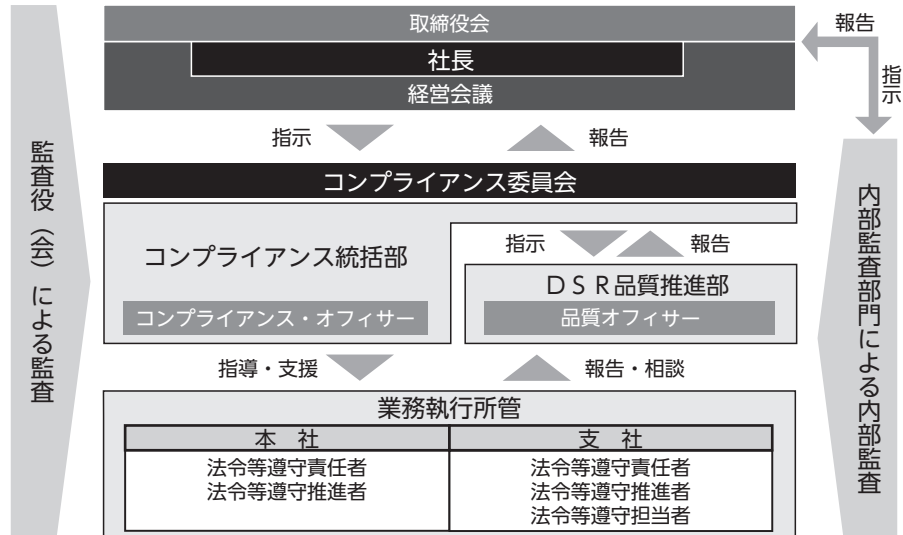 取締役会
社長
経営会議
報告
指示
指示
報告
コンプライアンス委員会
コンプライアンス統括部
コンプライアンス・オフィサー
指示
報告
ＤＳＲ品質推進部
品質オフィサー
指導・支援
報告・相談
業務執行所管
本　社
支　社
法令等遵守責任者
法令等遵守推進者
法令等遵守責任者
法令等遵守推進者
法令等遵守担当者
監査役（会）による監査
内部監査部門による内部監査